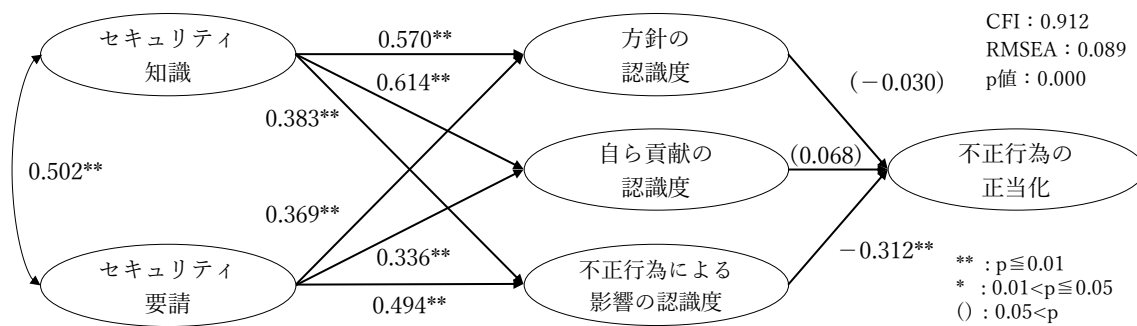 セキュリティ
知識
0.570**
方針の
認識度
CFI：0.912
RMSEA：0.089
p値：0.000
0.614**
(−0.030)
0.383**
0.502**
自ら貢献の
認識度
(0.068)
不正行為の
正当化
0.369**
0.336**
−0.312**
セキュリティ
要請
0.494**
不正行為による
影響の認識度
** : p≦0.01
* : 0.01<p≦0.05
() : 0.05<p